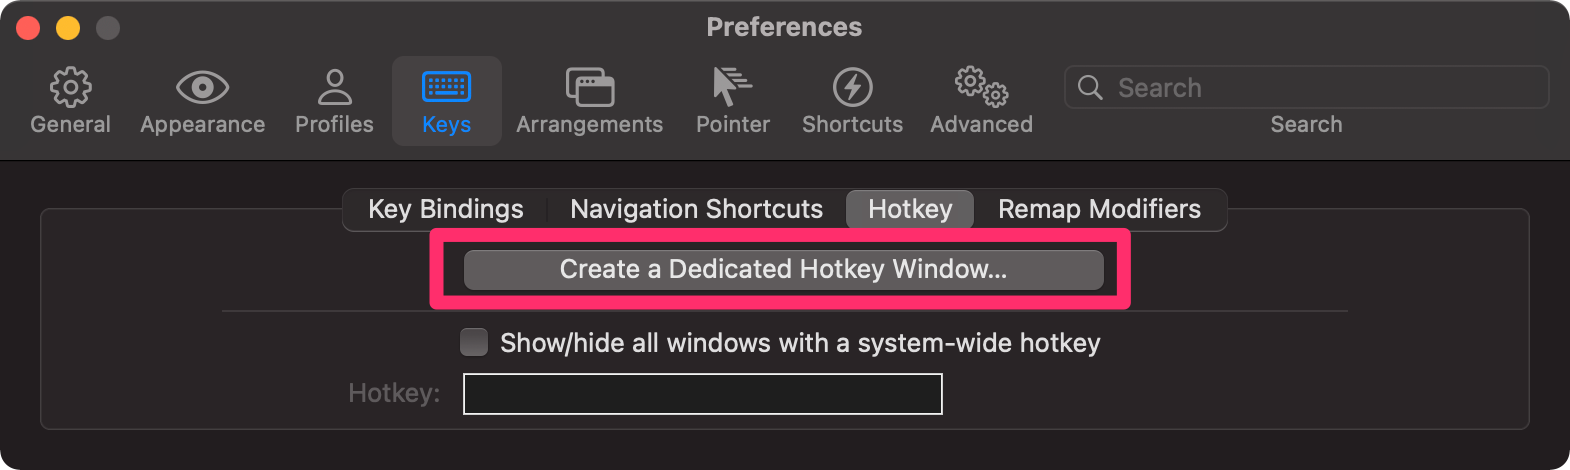 Preferences
General Appearance Profiles Keys Arrangements Pointer Shortcuts Advanced Search
Search
Key Bindings Navigation Shortcuts Hotkey Remap Modifiers
Create a Dedicated Hotkey Window...
Show/hide all windows with a system-wide hotkey
Hotkey: